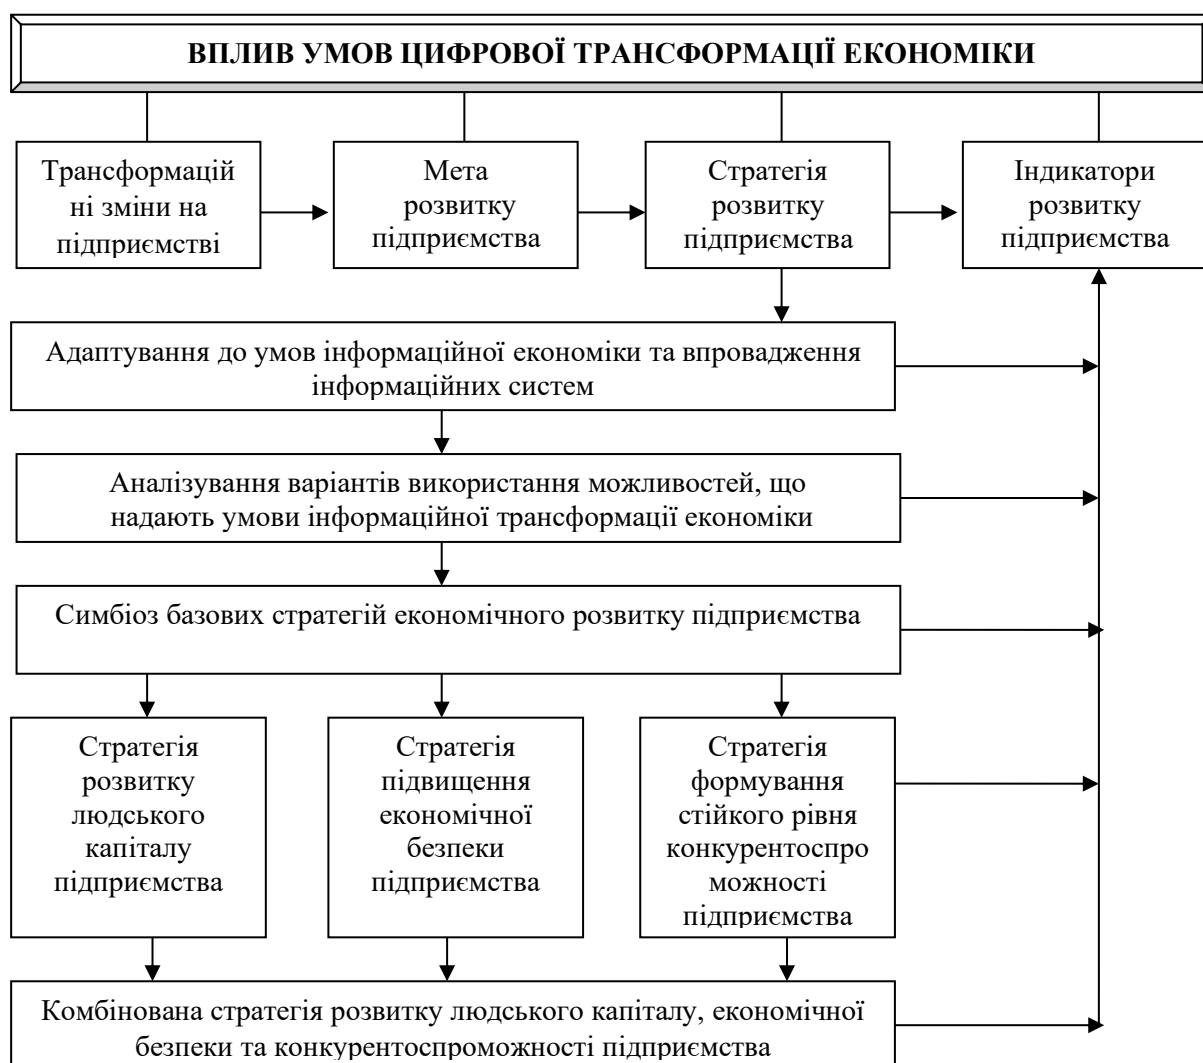 ВПЛИВ УМОВ ЦИФРОВОЇ ТРАНСФОРМАЦІЇ ЕКОНОМІКИ
Трансформацій
ні зміни на
підприємстві
Мета
розвитку
підприємства
Стратегія
розвитку
підприємства
Індикатори
розвитку
підприємства
Адаптування до умов інформаційної економіки та впровадження
інформаційних систем
Аналізування варіантів використання можливостей, що
надають умови інформаційної трансформації економіки
Симбіоз базових стратегій економічного розвитку підприємства
Стратегія
розвитку
людського
капіталу
підприємства
Стратегія
підвищення
економічної
безпеки
підприємства
Стратегія
формування
стійкого рівня
конкурентоспро
можності
підприємства
Комбінована стратегія розвитку людського капіталу, економічної
безпеки та конкурентоспроможності підприємства